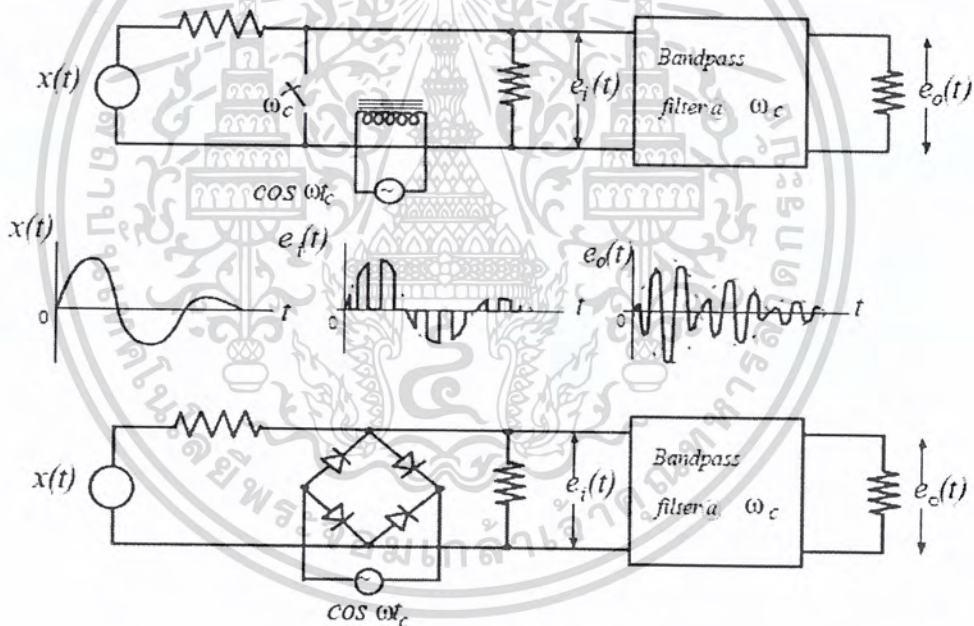 x(t)
ω_c
cos ωt_c
e_i(t)
Bandpass
filter a ω_c
e_o(t)
x(t)
0
t
e_i(t)
0
t
e_o(t)
0
t
x(t)
cos ωt_c
e_i(t)
Bandpass
filter a ω_c
e_o(t)